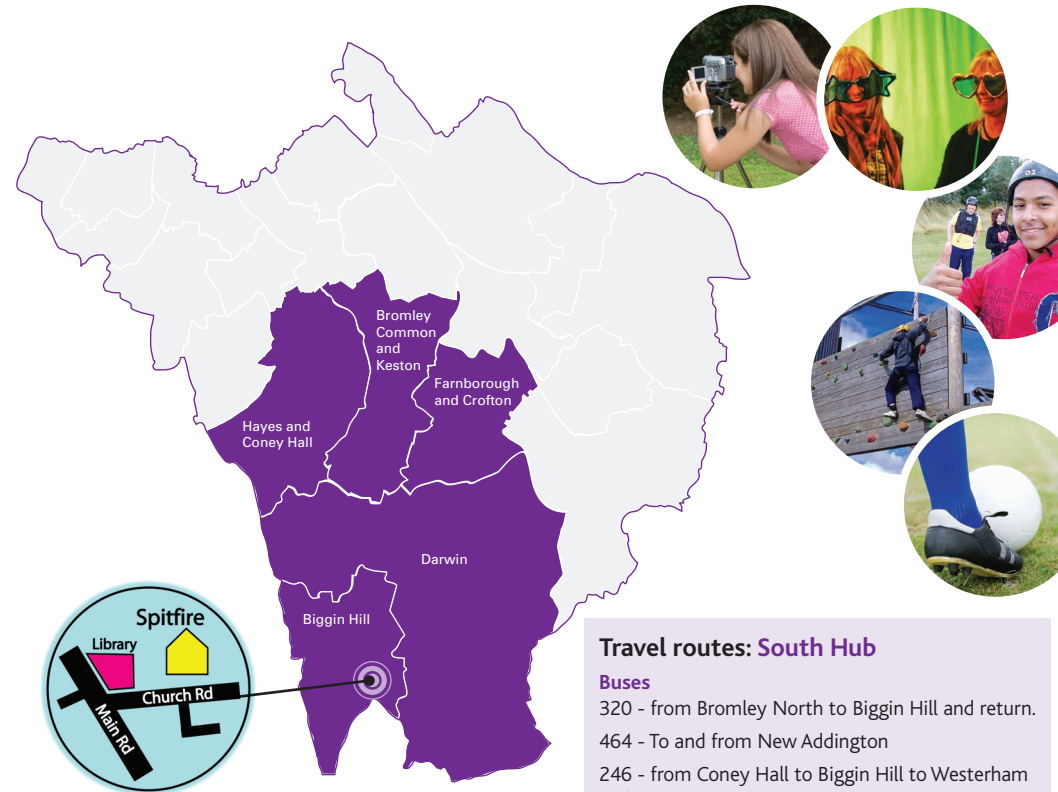 Bromley
Common
and
Keston
Farnborough
and Crofton
Hayes and
Coney Hall
Darwin
Biggin Hill
Spitfire
Library
Church Rd
Main Rd
02
Travel routes: South Hub
Buses
320 - from Bromley North to Biggin Hill and return.
464 - To and from New Addington
246 - from Coney Hall to Biggin Hill to Westerham